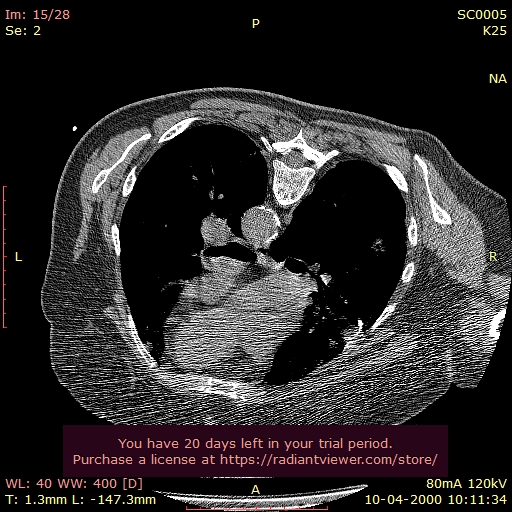 Im: 15/28
Se: 2
P
SC0005
K25
NA
L
R
You have 20 days left in your trial period.
Purchase a license at https://radiantviewer.com/store/
WL: 40 WW: 400 [D]
T: 1.3mm L: -147.3mm
A
80mA 120kV
10-04-2000 10:11:34